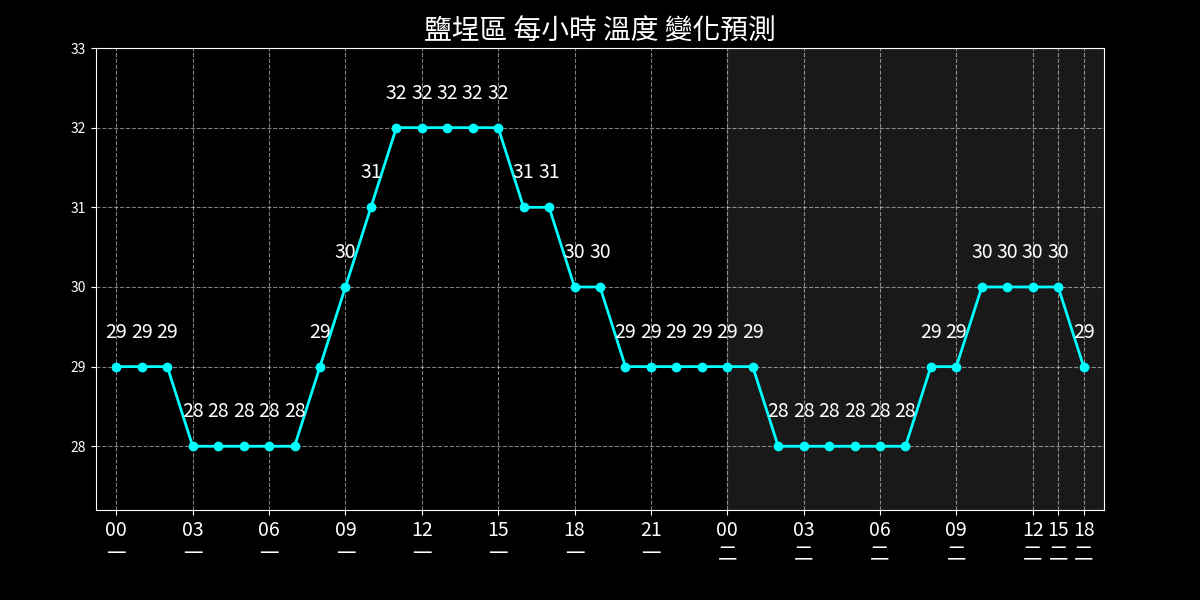 鹽埕區 每小時 溫度 變化預測
33
32
31
30
29
28
32 32 32 32 32
31 31 31
30 30 30 30 30 30 30
29 29 29 29 29 29 29 29 29 29 29 29 29
28 28 28 28 28 28 28 28 28 28 28
00 03 06 09 12 15 18 21 00 03 06 09 12 15 18
一 一 一 一 一 一 一 一 二 二 二 二 二 二 二